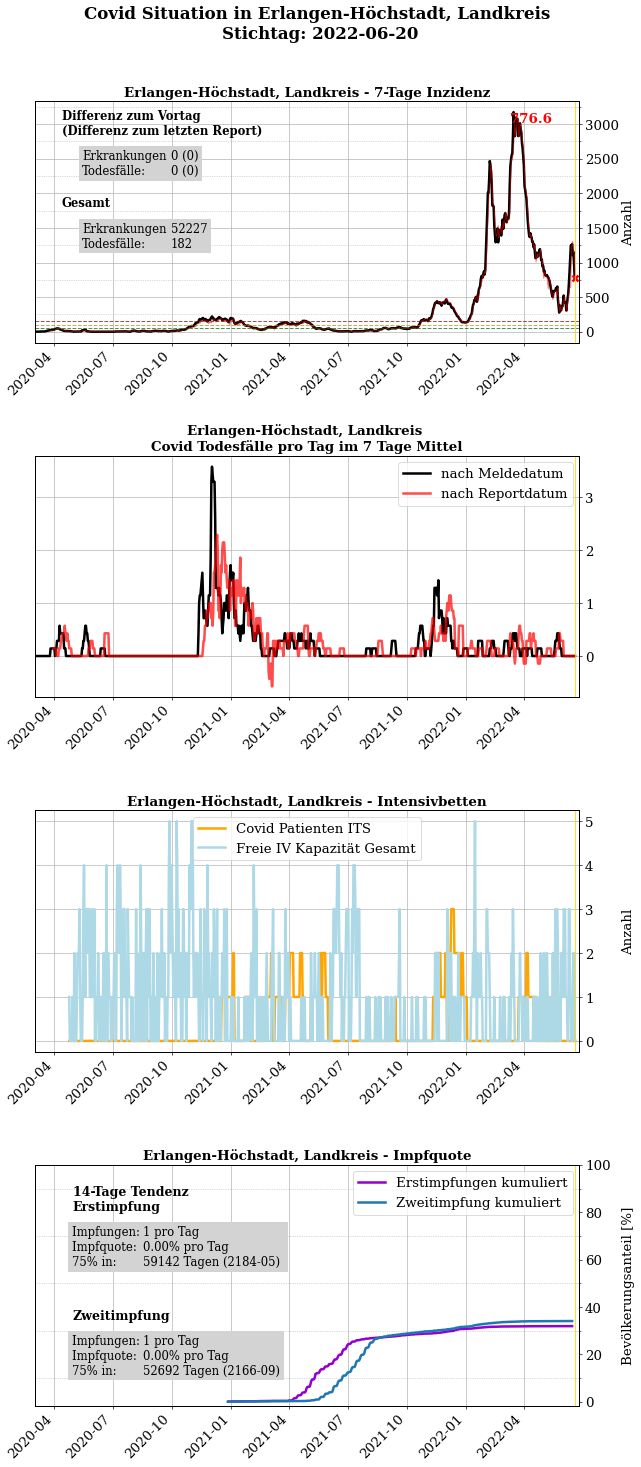 Covid Situation in Erlangen-Höchstadt, Landkreis
Stichtag: 2022-06-20
Erlangen-Höchstadt, Landkreis - 7-Tage Inzidenz
Differenz zum Vortag
(Differenz zum letzten Report)
Erkrankungen 0 (0)
Todesfälle: 0 (0)
Gesamt
Erkrankungen 52227
Todesfälle: 182
3000
2500
2000
1500
1000
500
0
Anzahl
2020-04
2020-07
2020-10
2021-01
2021-04
2021-07
2021-10
2022-01
2022-04
Erlangen-Höchstadt, Landkreis
Covid Todesfälle pro Tag im 7 Tage Mittel
nach Meldedatum
nach Reportdatum
3
2
1
0
2020-04
2020-07
2020-10
2021-01
2021-04
2021-07
2021-10
2022-01
2022-04
Erlangen-Höchstadt, Landkreis - Intensivbetten
Covid Patienten ITS
Freie IV Kapazität Gesamt
5
4
3
2
1
0
Anzahl
2020-04
2020-07
2020-10
2021-01
2021-04
2021-07
2021-10
2022-01
2022-04
Erlangen-Höchstadt, Landkreis - Impfquote
14-Tage Tendenz
Erstimpfung
Impfungen: 1 pro Tag
Impfquote: 0.00% pro Tag
75% in: 59142 Tagen (2184-05)
Zweitimpfung
Impfungen: 1 pro Tag
Impfquote: 0.00% pro Tag
75% in: 52692 Tagen (2166-09)
Erstimpfungen kumuliert
Zweitimpfung kumuliert
100
80
60
40
20
0
Bevölkerungsanteil [%]
2020-04
2020-07
2020-10
2021-01
2021-04
2021-07
2021-10
2022-01
2022-04